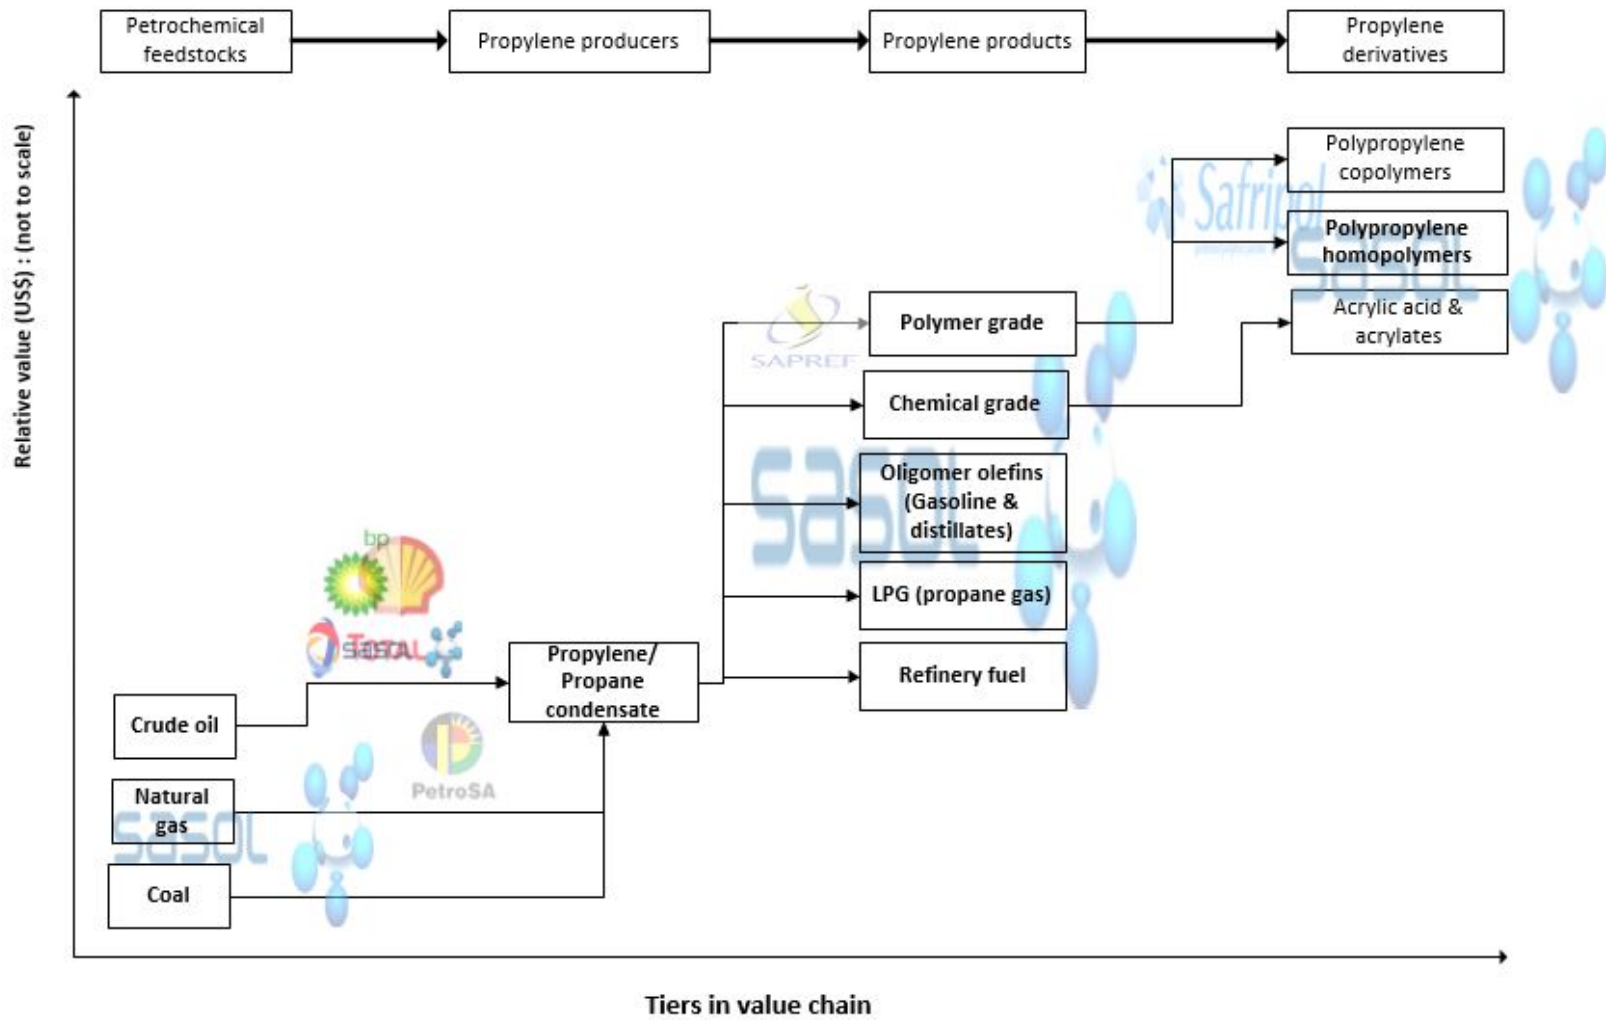 Petrochemical
feedstocks
Propylene producers
Propylene products
Propylene
derivatives
Relative value (US$) : (not to scale)
Polypropylene
copolymers
Safripol
Polypropylene
homopolymers
sasol
Acrylic acid &
acrylates
Polymer grade
SAPREF
Chemical grade
Oligomer olefins
(Gasoline &
distillates)
sasol
bp
LPG (propane gas)
TOTAL
sasol
Propylene/
Propane
condensate
Refinery fuel
Crude oil
PetroSA
Natural
gas
sasol
Coal
Tiers in value chain